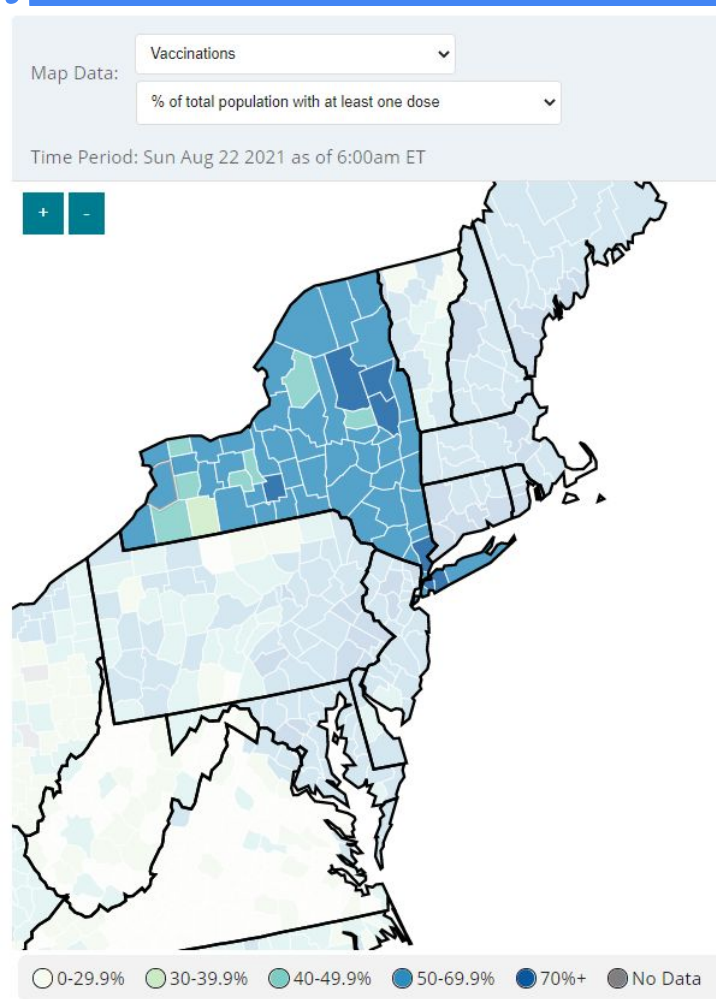 Map Data:
Vaccinations
% of total population with at least one dose
Time Period: Sun Aug 22 2021 as of 6:00am ET
+ -
0-29.9% 30-39.9% 40-49.9% 50-69.9% 70%+ No Data